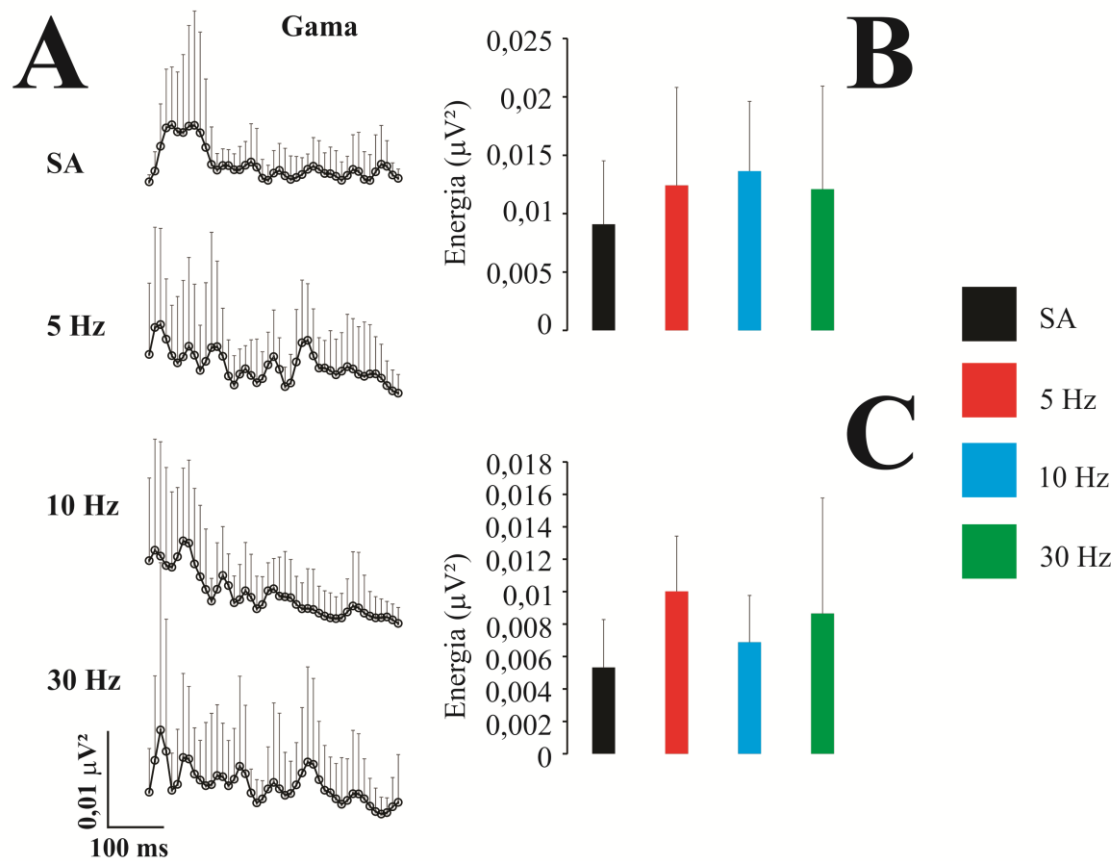 A
Gama
SA
5 Hz
10 Hz
30 Hz
0,01 µV²
100 ms
B
Energia (µV²)
0,025
0,02
0,015
0,01
0,005
0
C
Energia (µV²)
0,018
0,016
0,014
0,012
0,01
0,008
0,006
0,004
0,002
0
SA
5 Hz
10 Hz
30 Hz